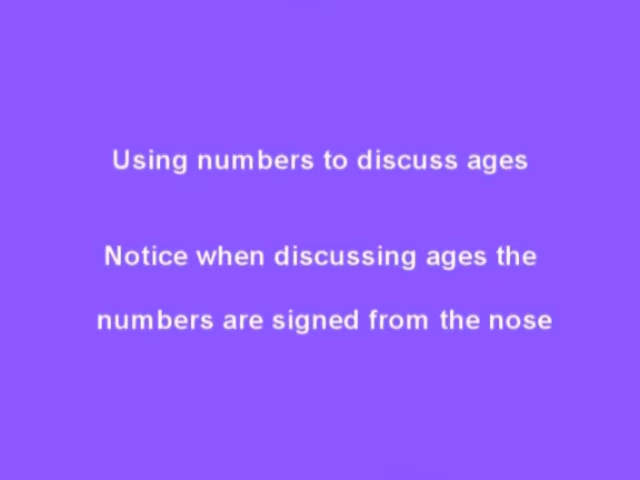 Using numbers to discuss ages
Notice when discussing ages the
numbers are signed from the nose